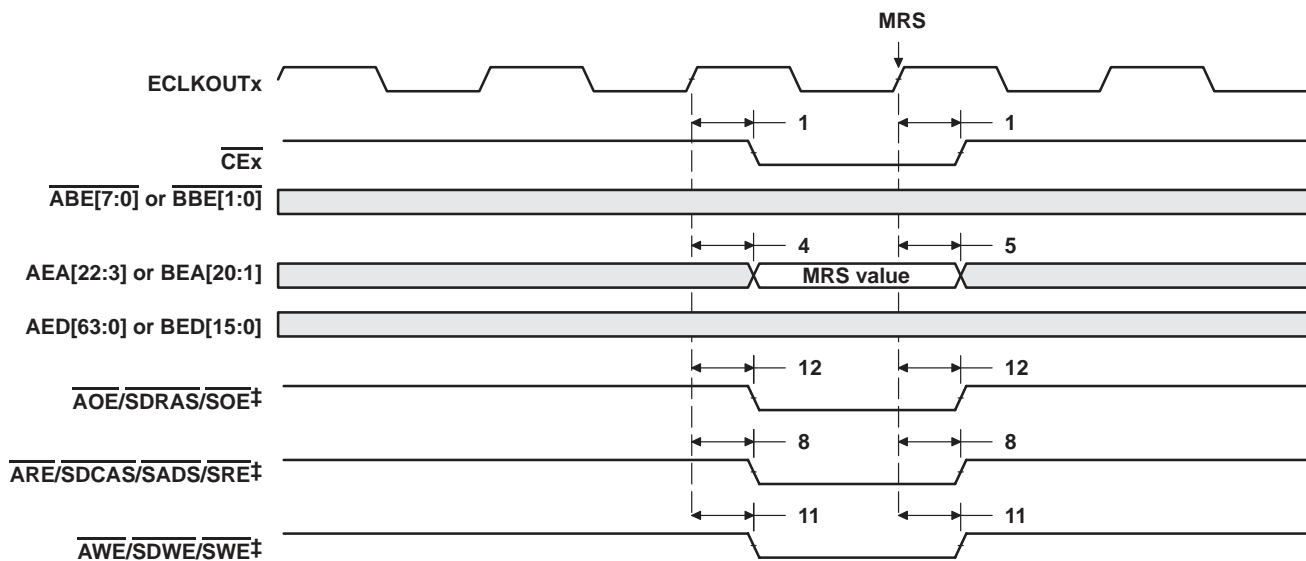 MRS
ECLKOUTx
1 1
CEx
ABE[7:0] or BBE[1:0]
4 5
AEA[22:3] or BEA[20:1] MRS value
AED[63:0] or BED[15:0]
12 12
AOE/SDRAS/SOE‡
8 8
ARE/SDCAS/SADS/SRE‡
11 11
AWE/SDWE/SWE‡